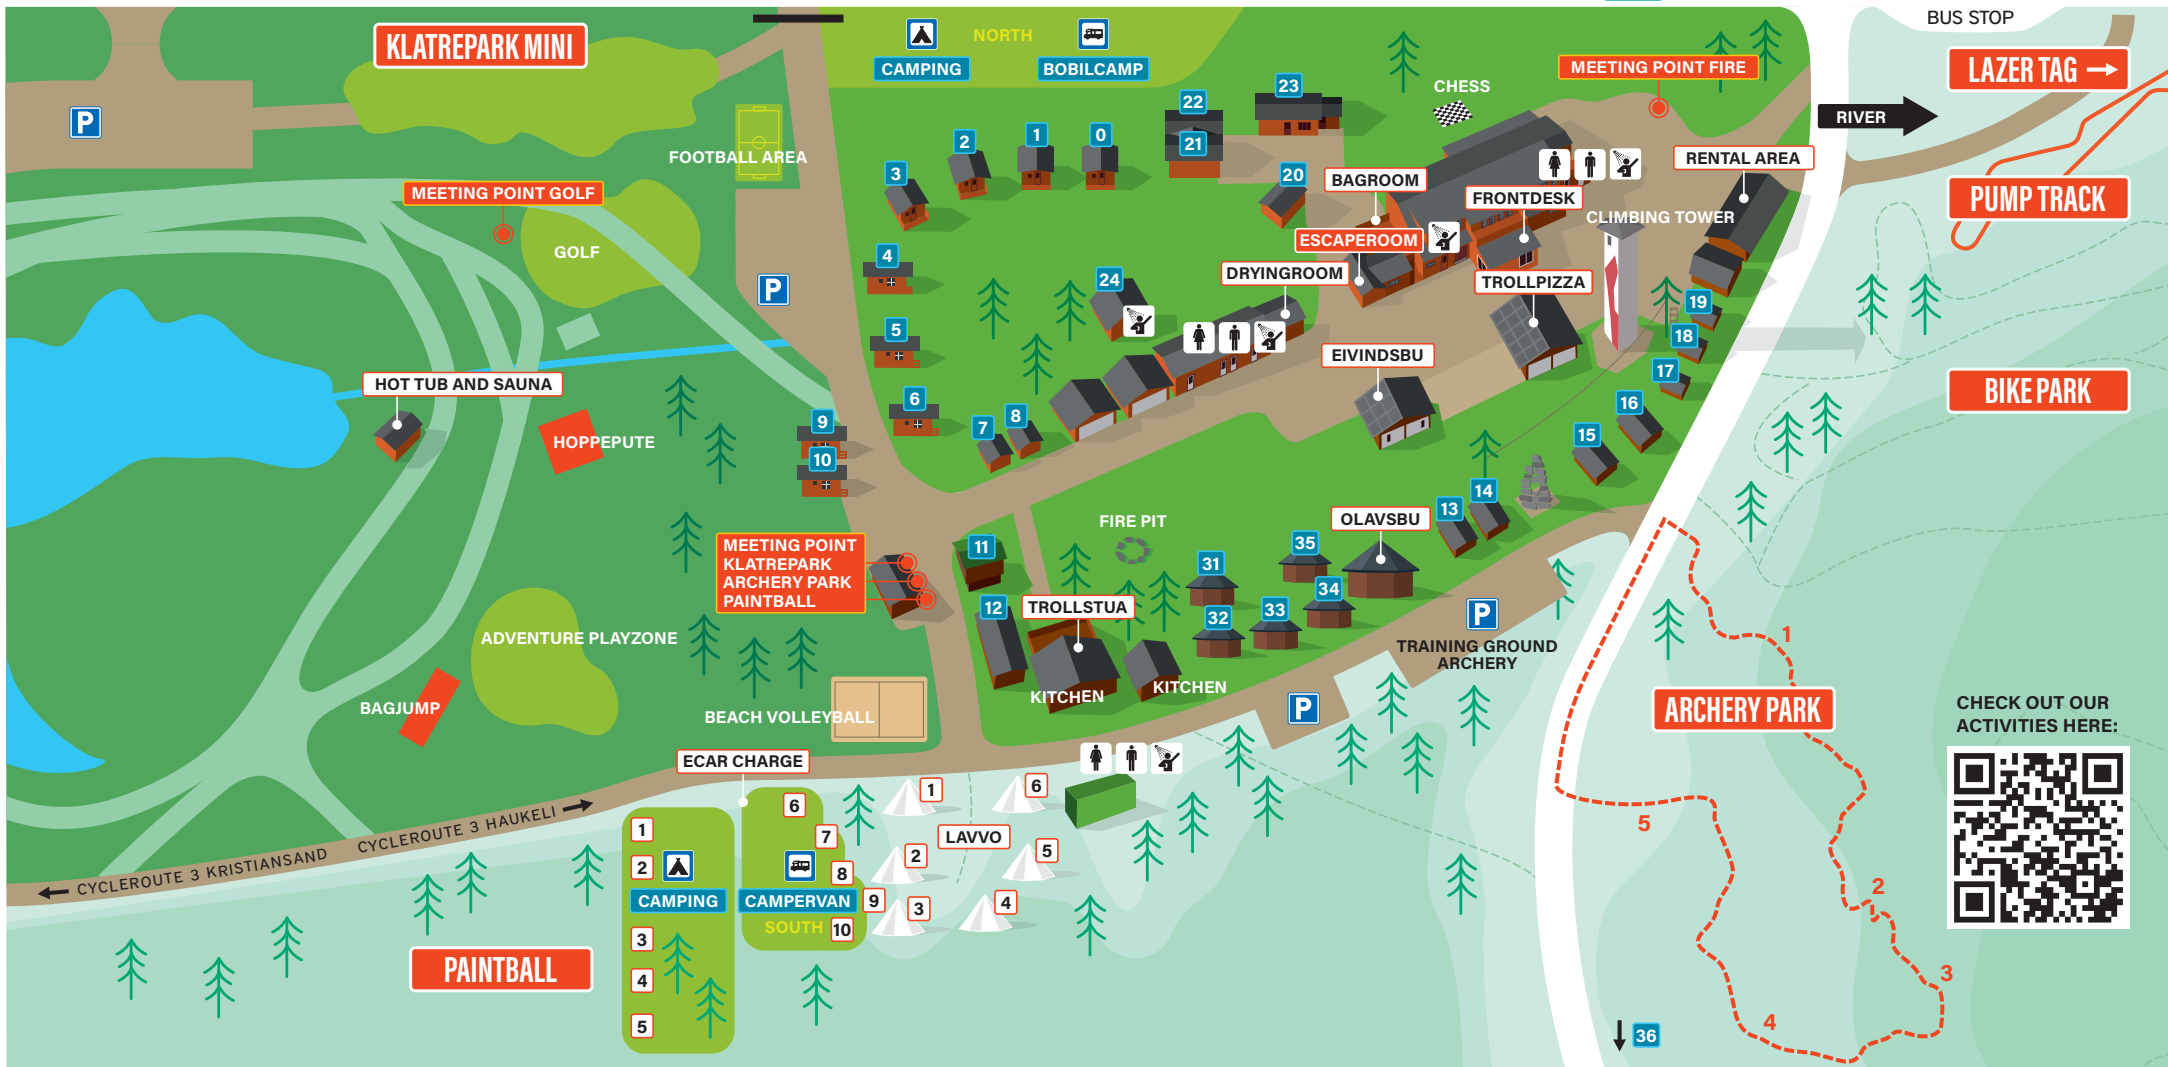 BUS STOP
KLATREPARK MINI
NORTH
CAMPING
BOBILCAMP
MEETING POINT FIRE
LAZER TAG →
CHESS
RIVER
P
FOOTBALL AREA
23
22
21
0
1
2
3
20
BAGROOM
RENTAL AREA
MEETING POINT GOLF
FRONTDESK
PUMP TRACK
CLIMBING TOWER
GOLF
ESCAPEROOM
4
DRYINGROOM
TROLLPIZZA
24
P
19
5
18
EIVINDSBU
17
HOT TUB AND SAUNA
BIKE PARK
6
16
9
8
7
15
HOPPEPUTE
10
14
13
OLAVSBU
FIRE PIT
MEETING POINT
KLATREPARK
ARCHERY PARK
PAINTBALL
11
35
31
34
12
TROLLSTUA
33
32
P
TRAINING GROUND
ARCHERY
1
ADVENTURE PLAYZONE
KITCHEN
KITCHEN
BAGJUMP
BEACH VOLLEYBALL
P
ARCHERY PARK
CHECK OUT OUR
ACTIVITIES HERE:
ECAR CHARGE
CYCLEROUTE 3 KRISTIANSAND
CYCLEROUTE 3 HAUKELI
1
2
CAMPING
3
4
5
6
7
8
CAMPERVAN
9
SOUTH
10
1
6
LAVVO
2
5
3
4
PAINTBALL
5
2
3
4
36